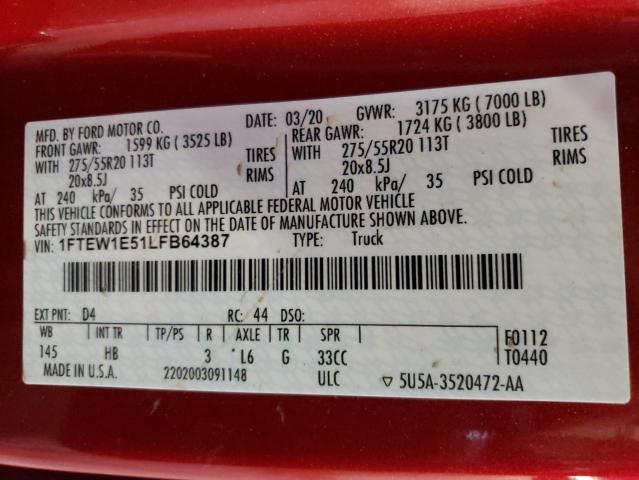 MFD. BY FORD MOTOR CO.
DATE: 03/20 GVWR: 3175 KG ( 7000 LB)
FRONT GAWR: 1599 KG ( 3525 LB) REAR GAWR: 1724 KG ( 3800 LB)
WITH 275/55R20 113T TIRES WITH 275/55R20 113T TIRES
20x8.5J RIMS 20x8.5J RIMS
AT 240 kPa/ 35 PSI COLD AT 240 kPa/ 35 PSI COLD
THIS VEHICLE CONFORMS TO ALL APPLICABLE FEDERAL MOTOR VEHICLE
SAFETY STANDARDS IN EFFECT ON THE DATE OF MANUFACTURE SHOWN ABOVE.
VIN: 1FTEW1E51LFB64387 TYPE: Truck
EXT PNT: D4 RC: 44 DSO:
WB INT TR TP/PS R AXLE TR SPR F0112
145 HB 3 L6 G 33CC T0440
MADE IN U.S.A. 2202003091148 ULC ▽ 5U5A-3520472-AA